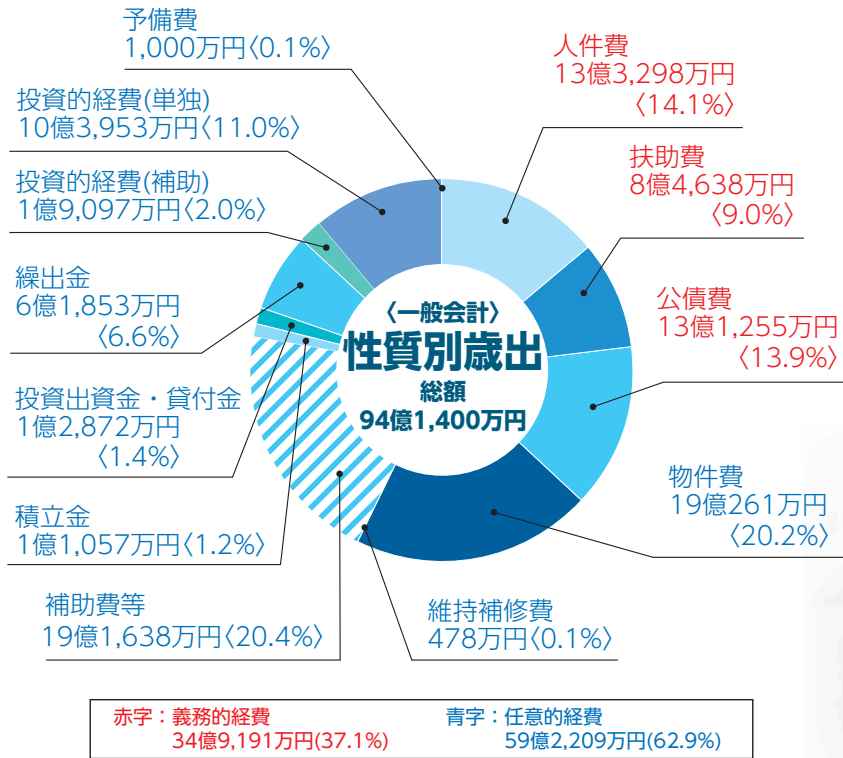 予備費
1,000万円〈0.1%〉
人件費
13億3,298万円
〈14.1%〉
投資的経費(単独)
10億3,953万円〈11.0%〉
扶助費
8億4,638万円
〈9.0%〉
投資的経費(補助)
1億9,097万円〈2.0%〉
繰出金
6億1,853万円
〈6.6%〉
〈一般会計〉
性質別歳出
総額
94億1,400万円
公債費
13億1,255万円
〈13.9%〉
投資出資金・貸付金
1億2,872万円
〈1.4%〉
物件費
19億261万円
〈20.2%〉
積立金
1億1,057万円〈1.2%〉
補助費等
19億1,638万円〈20.4%〉
維持補修費
478万円〈0.1%〉
赤字：義務的経費
34億9,191万円(37.1%)
青字：任意的経費
59億2,209万円(62.9%)